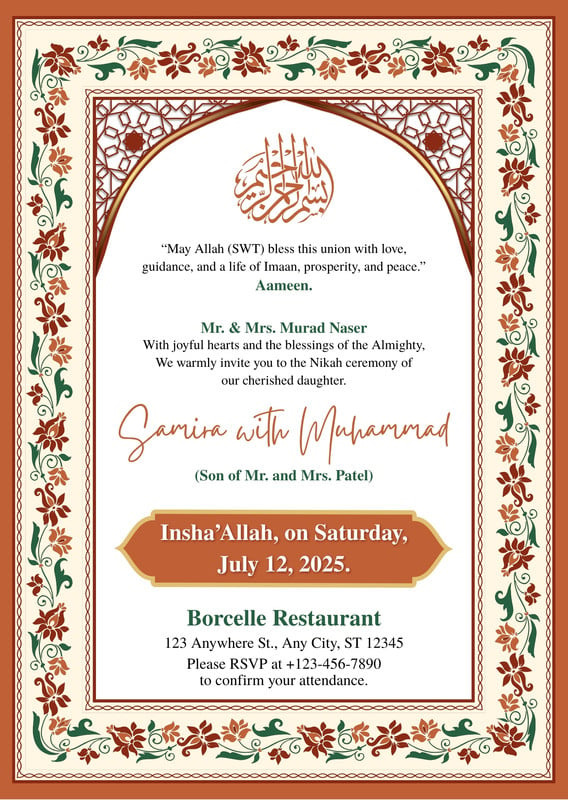 بسم الله الرحمن الرحيم
“May Allah (SWT) bless this union with love,
guidance, and a life of Imaan, prosperity, and peace.”
Aameen.
Mr. & Mrs. Murad Naser
With joyful hearts and the blessings of the Almighty,
We warmly invite you to the Nikah ceremony of
our cherished daughter.
Samira with Muhammad
(Son of Mr. and Mrs. Patel)
Insha’Allah, on Saturday,
July 12, 2025.
Borcelle Restaurant
123 Anywhere St., Any City, ST 12345
Please RSVP at +123-456-7890
to confirm your attendance.